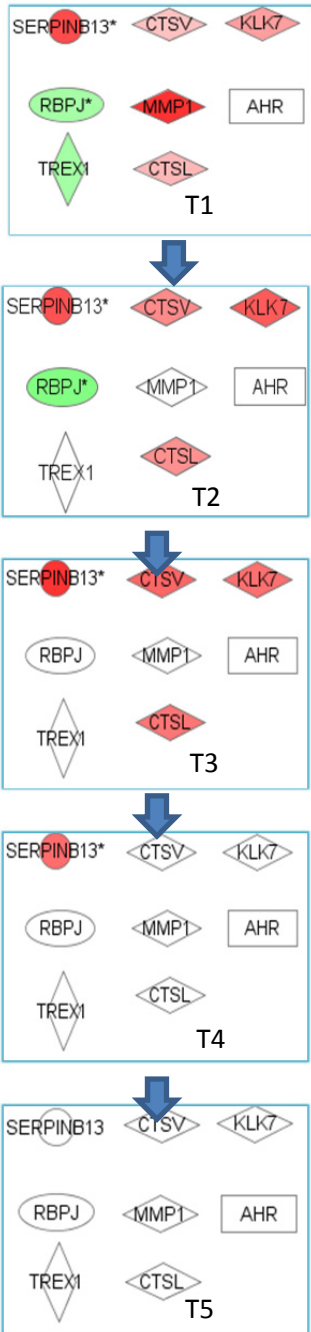 SERPINB13* CTSV KLK7
RBPJ* MMP1 AHR
TREX1 CTSL
T1
SERPINB13* CTSV KLK7
RBPJ* MMP1 AHR
TREX1 CTSL
T2
SERPINB13* CTSV KLK7
RBPJ MMP1 AHR
TREX1 CTSL
T3
SERPINB13* CTSV KLK7
RBPJ MMP1 AHR
TREX1 CTSL
T4
SERPINB13 CTSV KLK7
RBPJ MMP1 AHR
TREX1 CTSL
T5